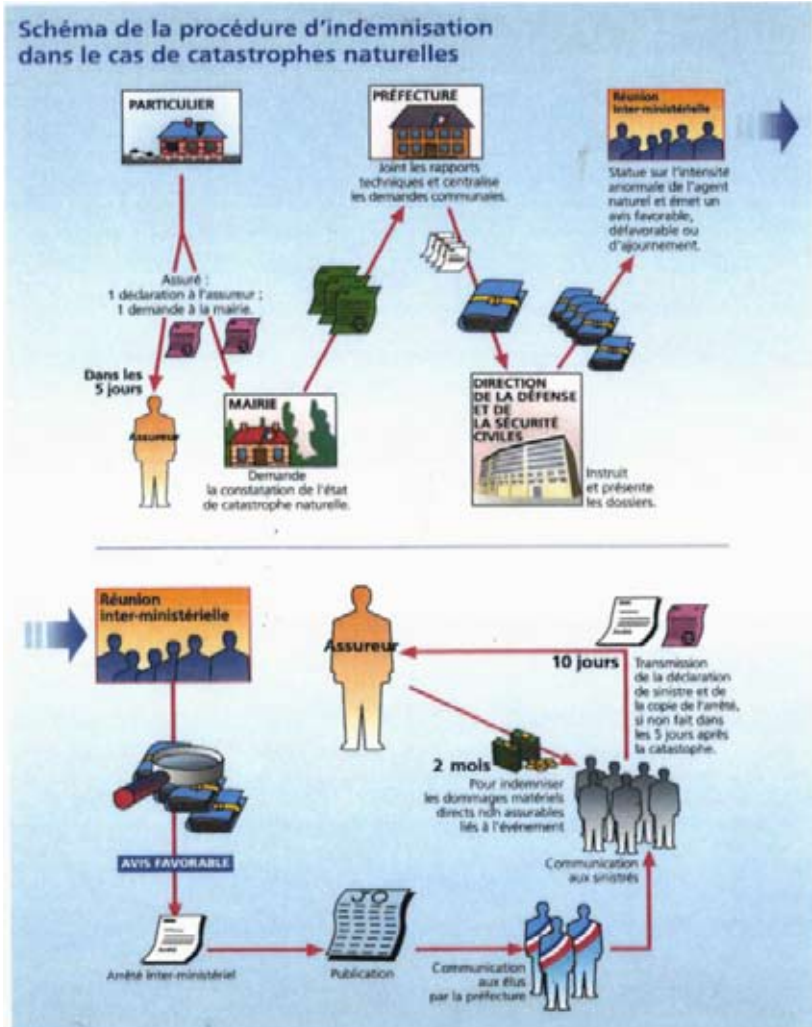 Schéma de la procédure d'indemnisation
dans le cas de catastrophes naturelles
PARTICULIER
PRÉFECTURE
Joint les rapports
techniques et centralise
les demandes communales.
Réunion
inter-ministérielle
Statue sur l'intensité
anormale de l'agent
naturel et émet un
avis favorable,
défavorable ou
d'ajournement.
Assuré :
1 déclaration à l'assureur ;
1 demande à la mairie.
Dans les
5 jours
Assureur
MAIRIE
Demande
la constatation de l'état
de catastrophe naturelle.
DIRECTION
DE LA DÉFENSE
ET DE
LA SÉCURITÉ
CIVILES
Instruit
et présente
les dossiers.
Réunion
inter-ministérielle
Assureur
10 jours
Transmission
de la déclaration
de sinistre et de
la copie de l'arrêté,
si non fait dans
les 5 jours après
la catastophe.
2 mois
Pour indemniser
les dommages matériels
directs non assurables
liés à l'événement
Communication
aux sinistrés
AVIS FAVORABLE
Arrêté Inter-ministériel
JO
Publication
Communication
aux élus
par la préfecture